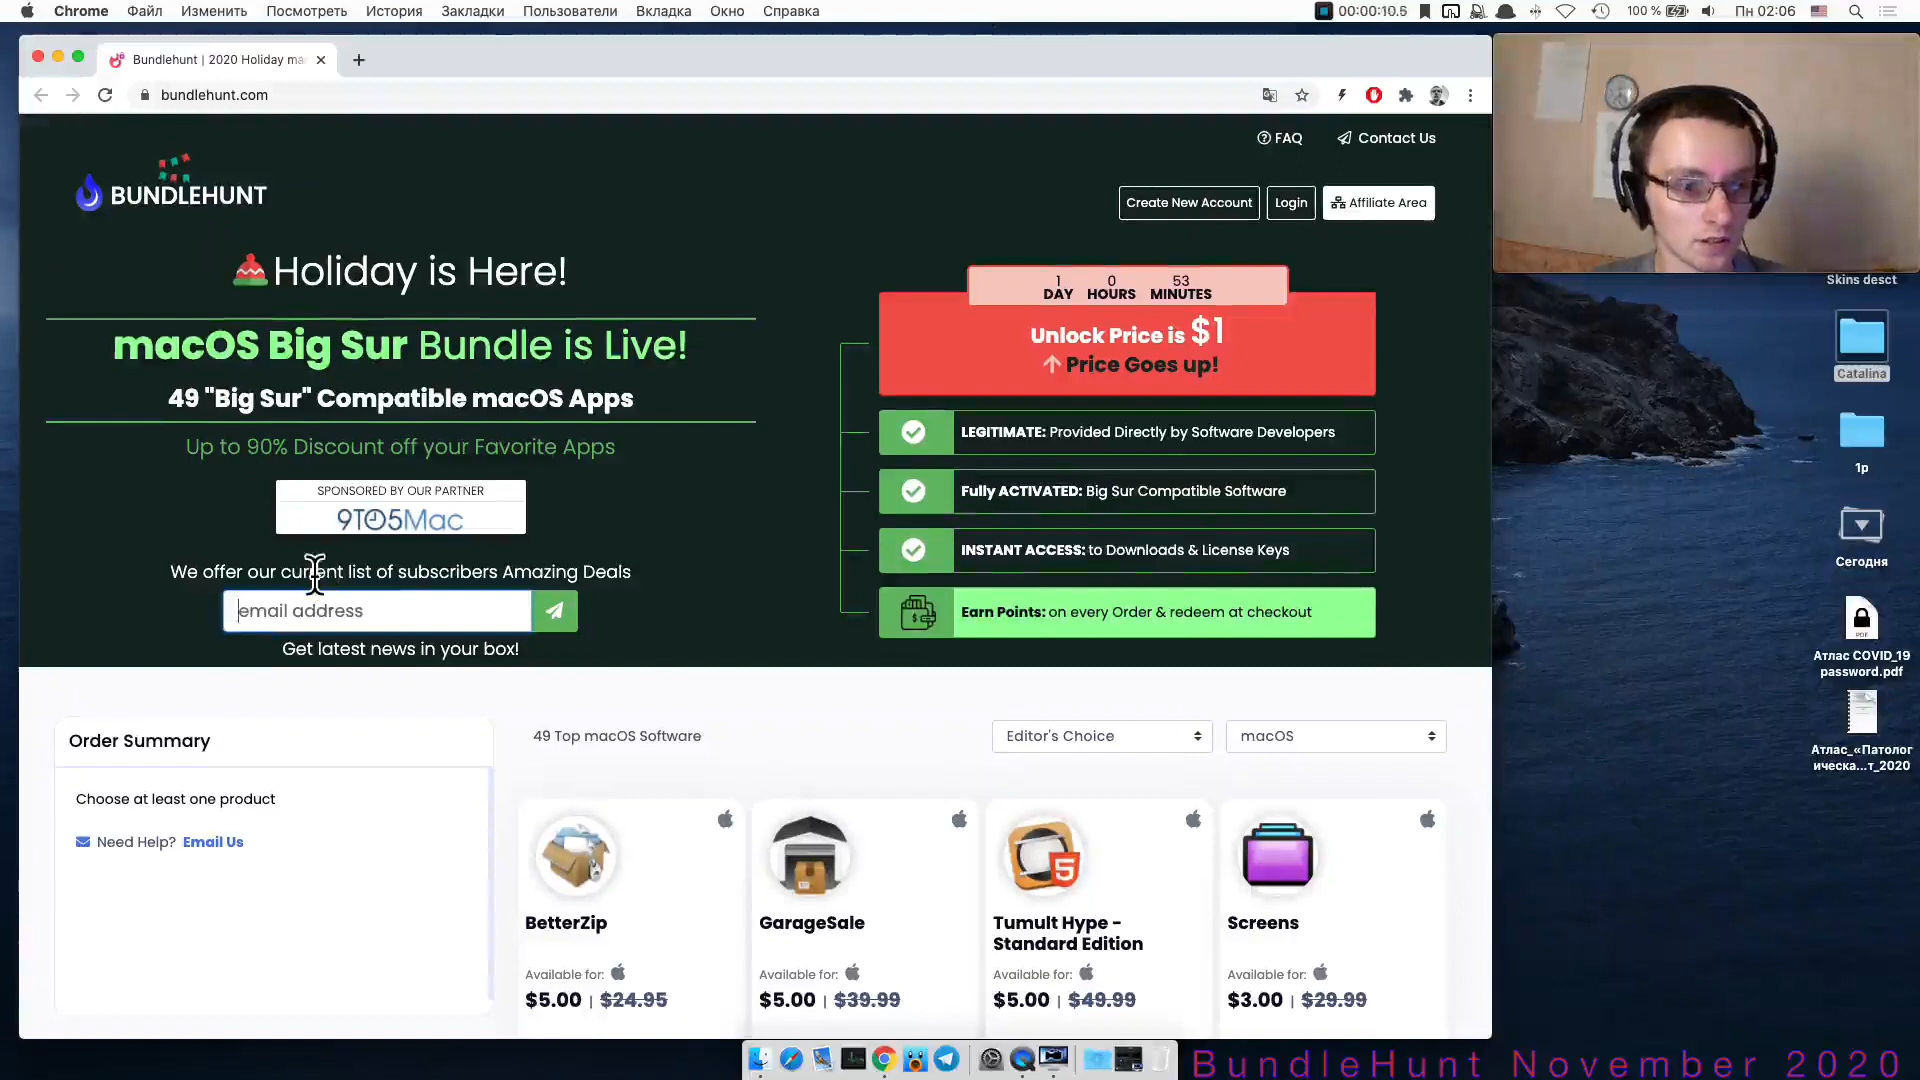 Chrome Файл Изменить Посмотреть История Закладки Пользователи Вкладка Окно Справка 00:00:10.5 100 % Пн 02:06
Bundlehunt | 2020 Holiday ma
bundlehunt.com
FAQ Contact Us
BUNDLEHUNT
Create New Account Login Affiliate Area
Holiday is Here!
macOS Big Sur Bundle is Live!
49 "Big Sur" Compatible macOS Apps
Up to 90% Discount off your Favorite Apps
SPONSORED BY OUR PARTNER
9TO5Mac
We offer our current list of subscribers Amazing Deals
email address
Get latest news in your box!
1 0 53
DAY HOURS MINUTES
Unlock Price is $1
Price Goes up!
LEGITIMATE: Provided Directly by Software Developers
Fully ACTIVATED: Big Sur Compatible Software
INSTANT ACCESS: to Downloads & License Keys
Earn Points: on every Order & redeem at checkout
Order Summary
Choose at least one product
Need Help? Email Us
49 Top macOS Software
Editor's Choice
macOS
BetterZip
Available for:
$5.00 | $24.95
GarageSale
Available for:
$5.00 | $39.99
5
Tumult Hype -
Standard Edition
Available for:
$5.00 | $49.99
Screens
Available for:
$3.00 | $29.99
Skins desct
Catalina
1p
Сегодня
PDF
Атлас COVID_19
password.pdf
Атлас_«Патолог
ическа...т_2020
BundleHunt November 2020